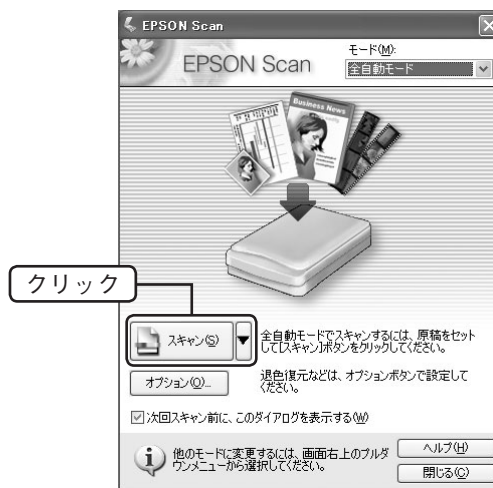 EPSON Scan
EPSON Scan
モード(M):
全自動モード
Business News
クリック
スキャン(S)
全自動モードでスキャンするには、原稿をセット
して[スキャン]ボタンをクリックしてください。
オプション(O)...
退色復元などは、オプションボタンで設定して
ください。
次回スキャン前に、このダイアログを表示する(W)
他のモードに変更するには、画面右上のプルダ
ウンメニューから選択してください。
ヘルプ(H)
閉じる(C)